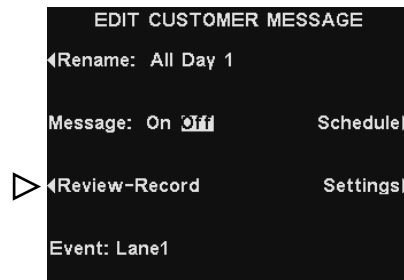 EDIT CUSTOMER MESSAGE
Rename: All Day 1
Message: On Off Schedule
Review-Record Settings
Event: Lane1